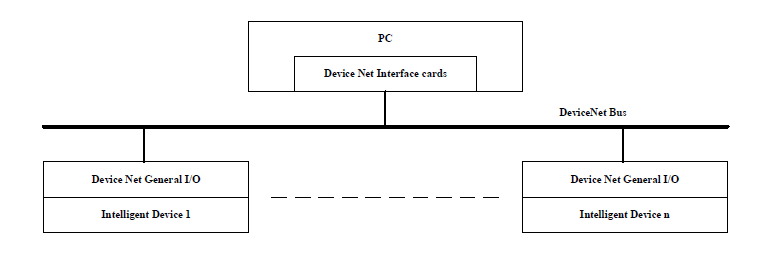 PC
Device Net Interface cards
DeviceNet Bus
Device Net General I/O
Device Net General I/O
Intelligent Device 1
Intelligent Device n